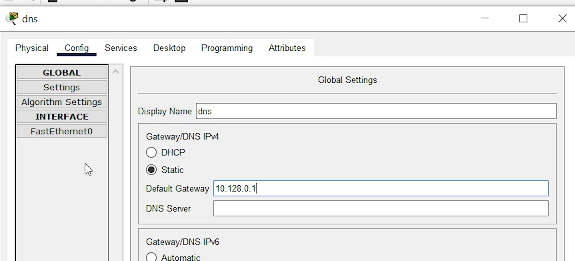 dns
Physical Config Services Desktop Programming Attributes
GLOBAL
Settings
Algorithm Settings
INTERFACE
FastEthernet0
Global Settings
Display Name dns
Gateway/DNS IPv4
DHCP
Static
Default Gateway 10.128.0.1
DNS Server
Gateway/DNS IPv6
Automatic